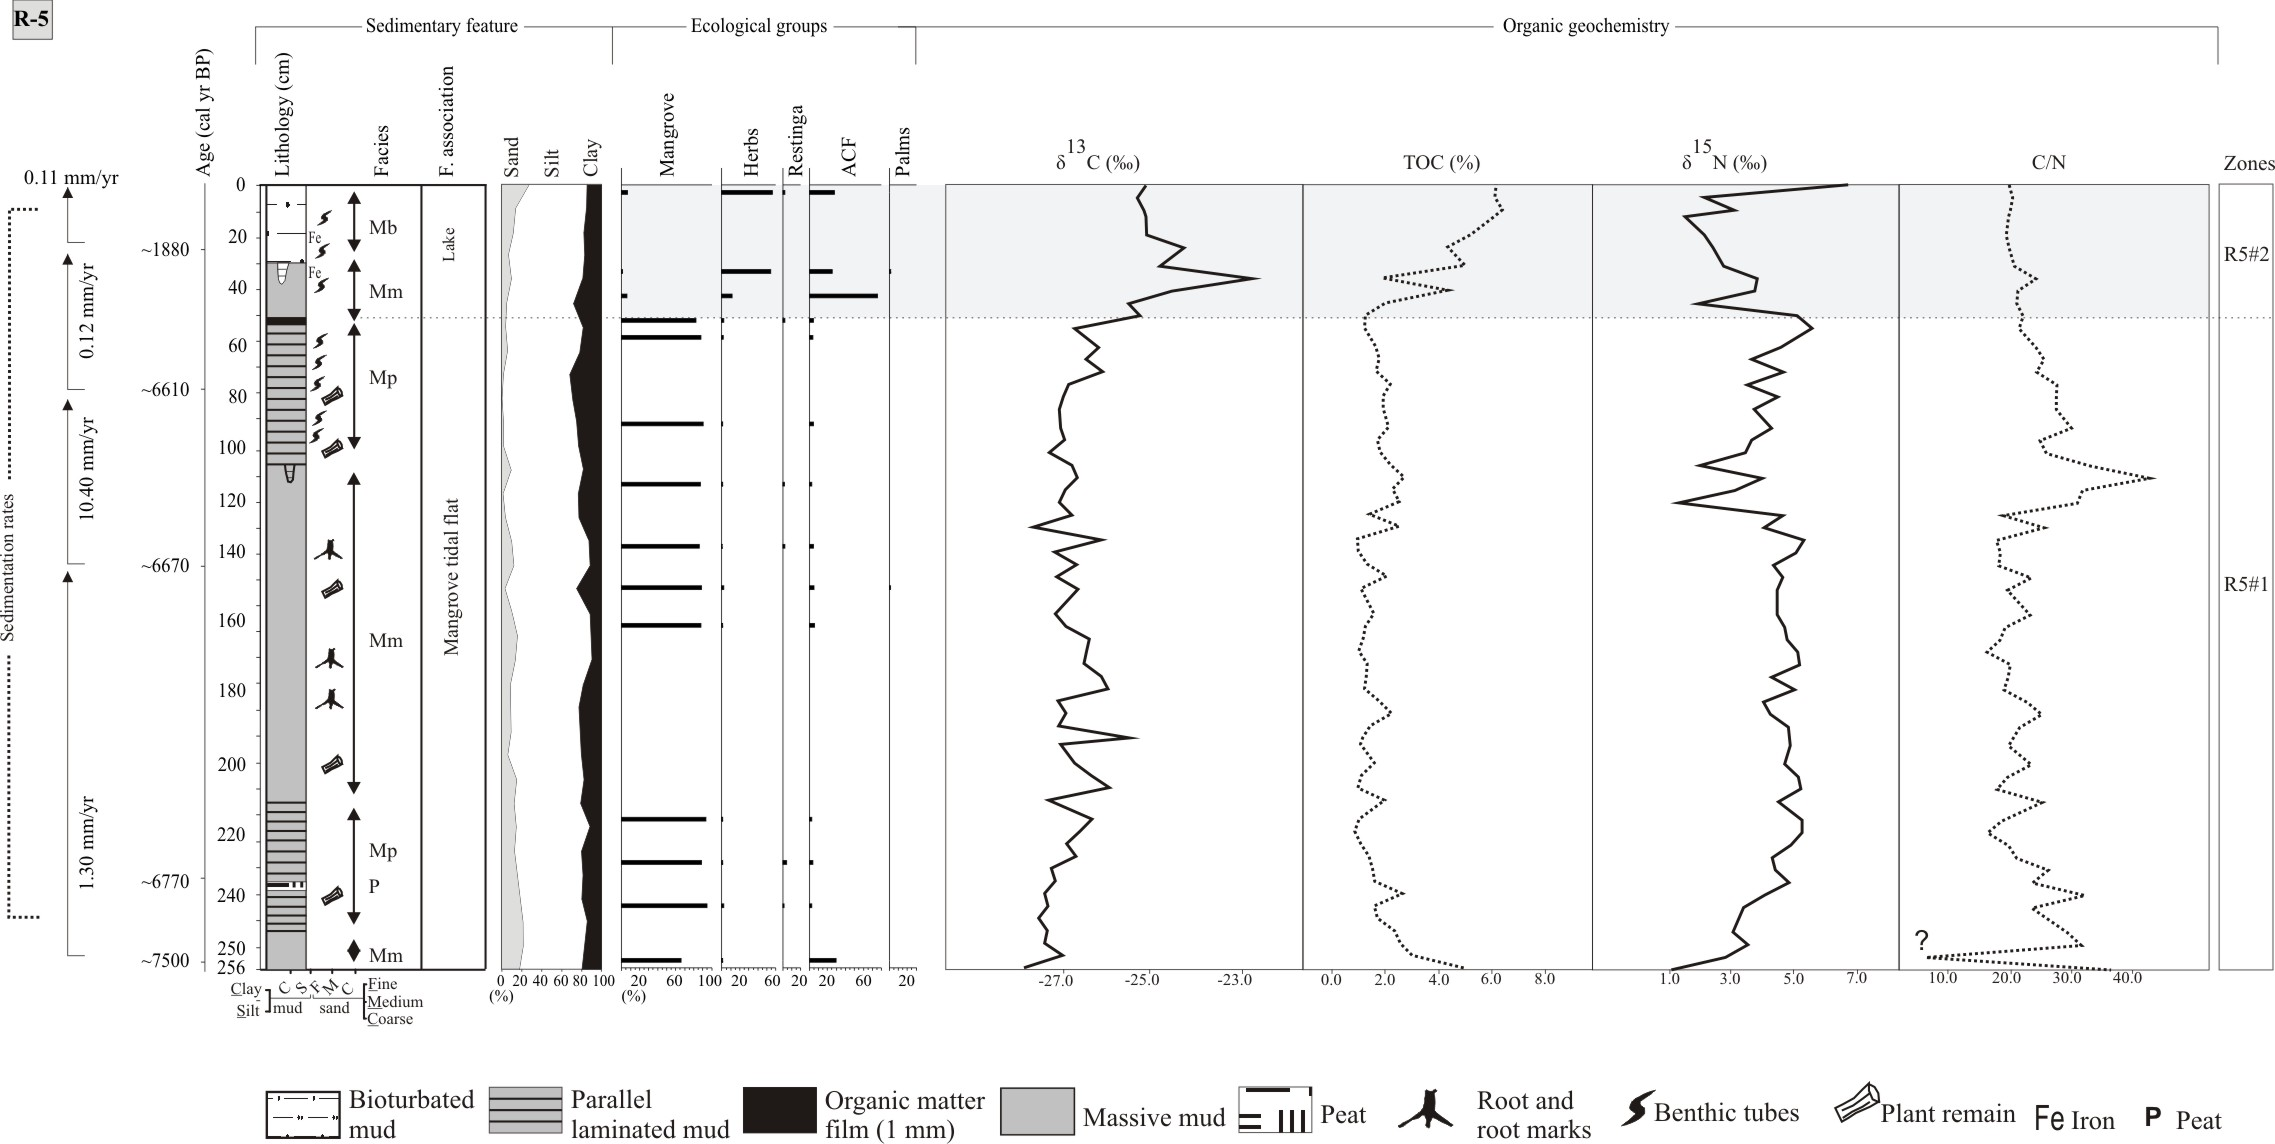 R-5
Sedimentary feature
Ecological groups
Organic geochemistry
Age (cal yr BP)
Lithology (cm)
Facies
F. association
Sand
Silt
Clay
Mangrove
Herbs
Restinga
ACF
Palms
δ13 C (‰)
TOC (%)
δ15 N (‰)
C/N
Zones
Sedimentation rates
0.11 mm/yr
0.12 mm/yr
10.40 mm/yr
1.30 mm/yr
~1880
~6610
~6670
~6770
~7500
0
20
40
60
80
100
120
140
160
180
200
220
240
250
256
Fe
Fe
Mb
Mm
Mp
Mm
Mp
P
Mm
Lake
Mangrove tidal flat
R5#2
R5#1
0 20 40 60 80 100
(%)
20 60 100
(%)
20 60
20
20 60
20
-27.0 -25.0 -23.0
0.0 2.0 4.0 6.0 8.0
1.0 3.0 5.0 7.0
10.0 20.0 30.0 40.0
?
Clay
Silt
C S F M C
mud sand
Fine
Medium
Coarse
Bioturbated
mud
Parallel
laminated mud
Organic matter
film (1 mm)
Massive mud
Peat
Root and
root marks
Benthic tubes
Plant remain
Fe Iron
P Peat